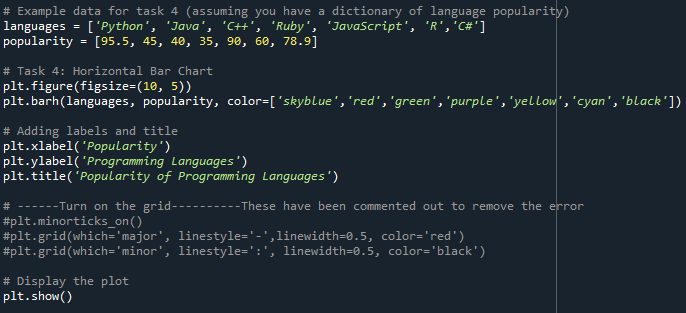 # Example data for task 4 (assuming you have a dictionary of language popularity)
languages = ['Python', 'Java', 'C++', 'Ruby', 'JavaScript', 'R','C#']
popularity = [95.5, 45, 40, 35, 90, 60, 78.9]
# Task 4: Horizontal Bar Chart
plt.figure(figsize=(10, 5))
plt.barh(languages, popularity, color=['skyblue','red','green','purple','yellow','cyan','black'])
# Adding labels and title
plt.xlabel('Popularity')
plt.ylabel('Programming Languages')
plt.title('Popularity of Programming Languages')
# ------Turn on the grid----------These have been commented out to remove the error
#plt.minorticks_on()
#plt.grid(which='major', linestyle='-',linewidth=0.5, color='red')
#plt.grid(which='minor', linestyle=':', linewidth=0.5, color='black')
# Display the plot
plt.show()